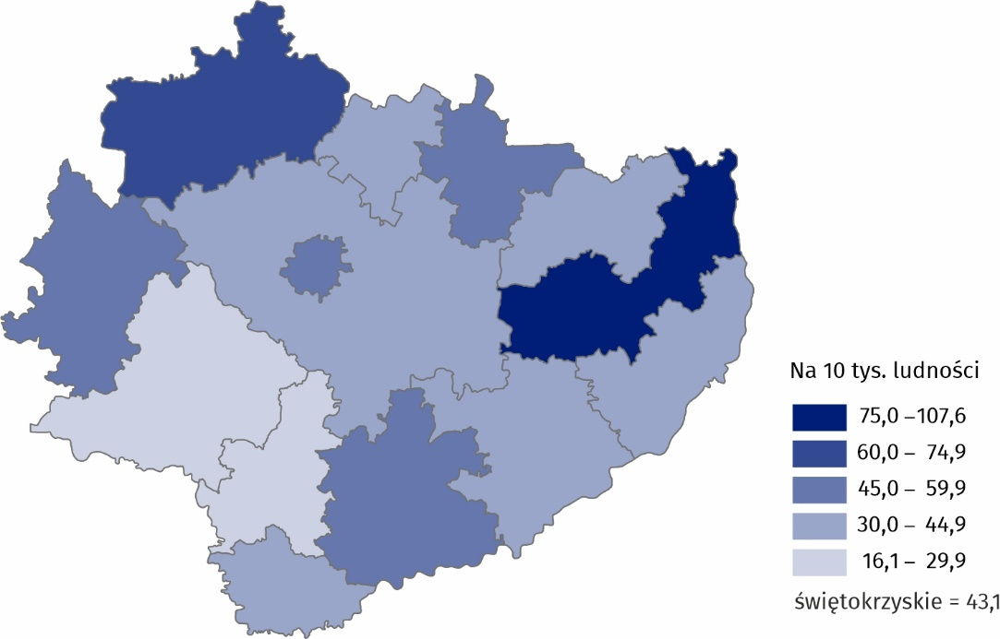 Na 10 tys. ludności
75,0 –107,6
60,0 – 74,9
45,0 – 59,9
30,0 – 44,9
16,1 – 29,9
świętokrzyskie = 43,1